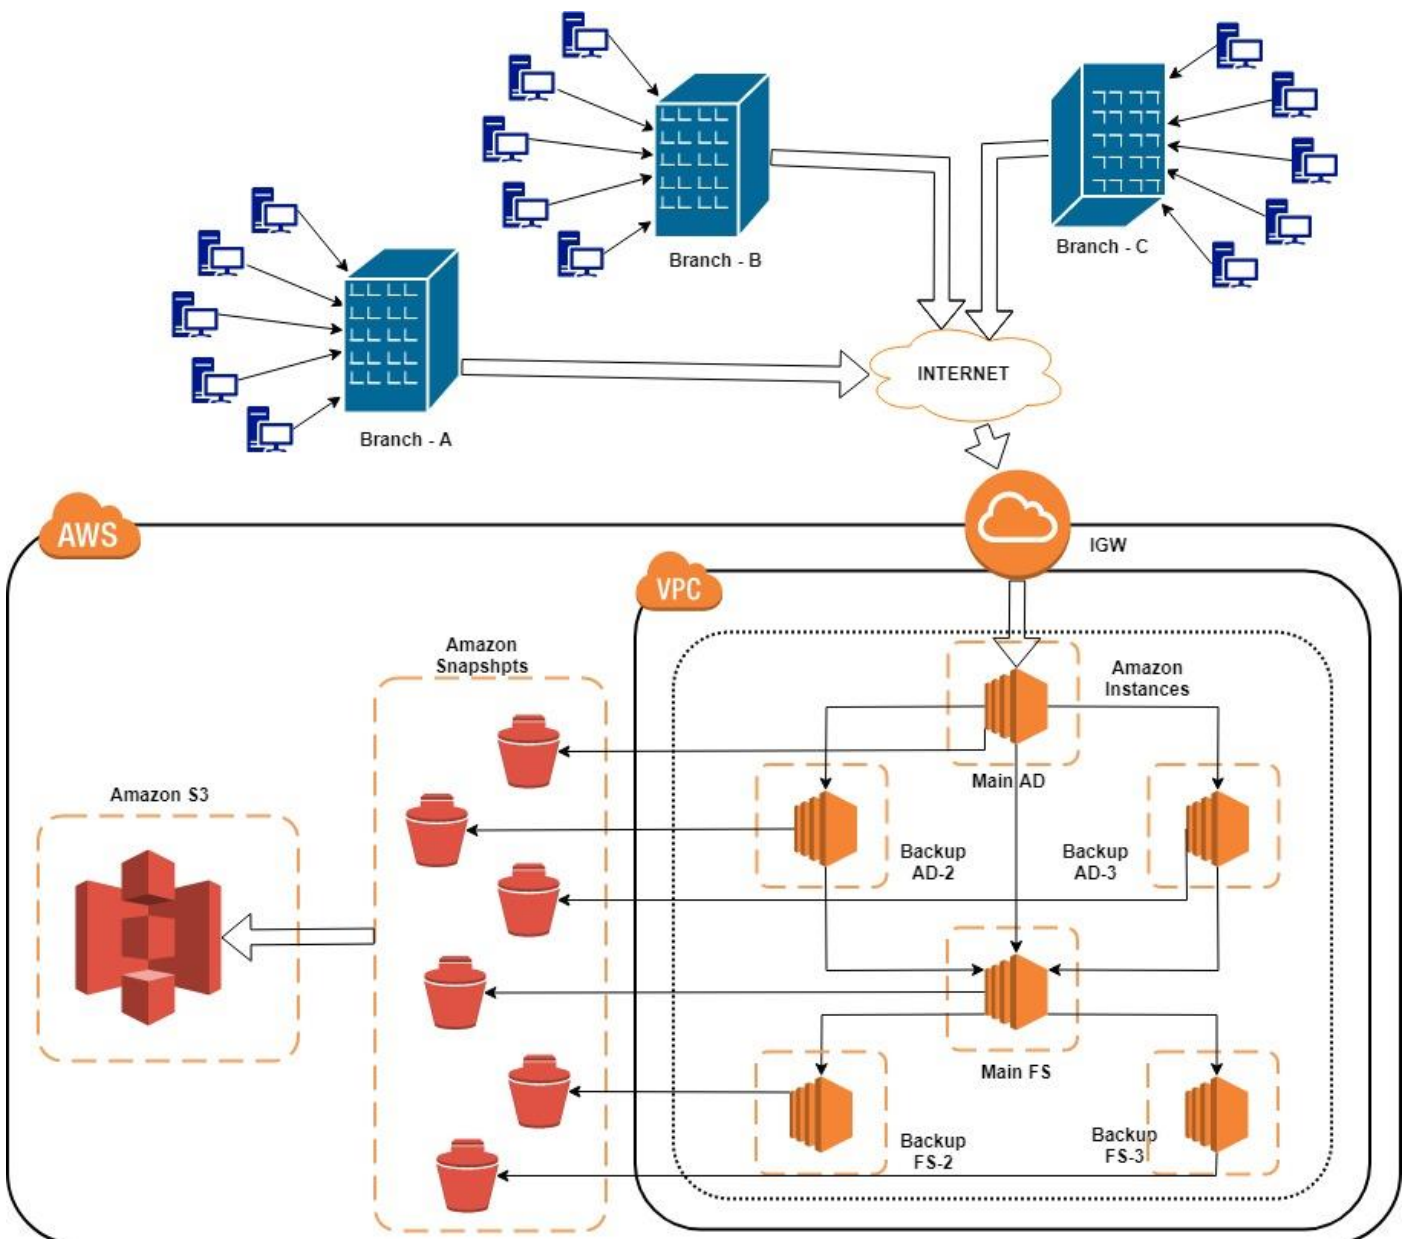 Branch - B
Branch - C
INTERNET
Branch - A
AWS
IGW
VPC
Amazon
Snapshpts
Amazon
Instances
Main AD
Amazon S3
Backup
AD-2
Backup
AD-3
Main FS
Backup
FS-2
Backup
FS-3